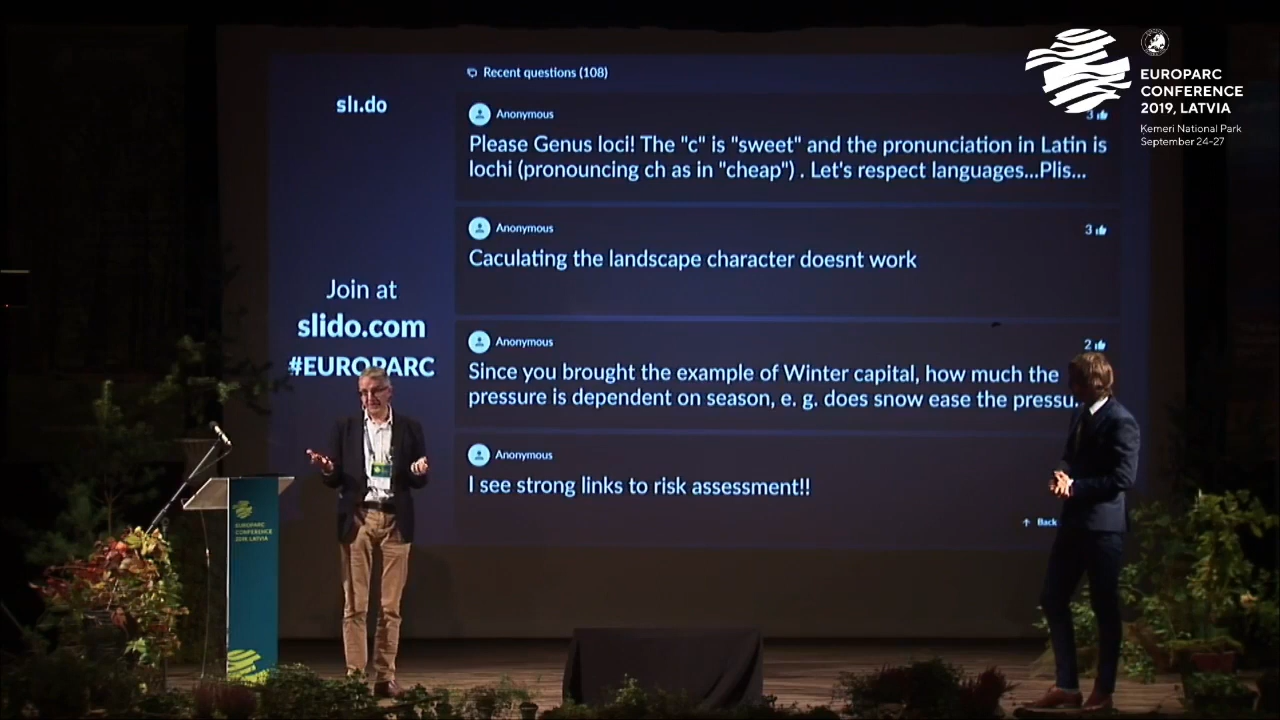 Recent questions (108)
sli.do
Anonymous
3
Please Genus loci! The "c" is "sweet" and the pronunciation in Latin is
lochi (pronouncing ch as in "cheap") . Let's respect languages...Plis...
Anonymous
3
Caculating the landscape character doesnt work
Join at
slido.com
#EUROPARC
Anonymous
2
Since you brought the example of Winter capital, how much the
pressure is dependent on season, e. g. does snow ease the pressu..
Anonymous
I see strong links to risk assessment!!
Back
EUROPARC
CONFERENCE
2019, LATVIA
Kemeri National Park
September 24-27
EUROPARC
CONFERENCE
2019, LATVIA